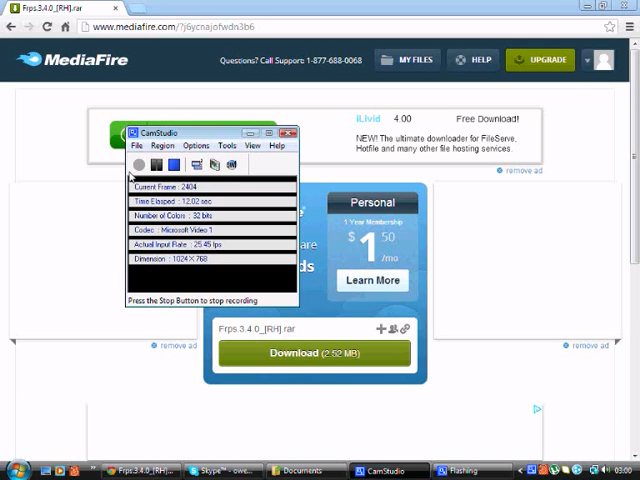 Frps.3.4.0_[RH].rar
www.mediafire.com/?j6ycnajofwdn3b6
MediaFire
Questions? Call Support: 1-877-688-0068
MY FILES
HELP
UPGRADE
iLivid 4.00 Free Download!
NEW! The ultimate downloader for FileServe,
Hotfile and many other file hosting services.
remove ad
CamStudio
File Region Options Tools View Help
Current Frame : 2404
Time Elapsed : 12.02 sec
Number of Colors : 32 bits
Codec : Microsoft Video 1
Actual Input Rate : 25.45 fps
Dimension : 1024 X 768
Press the Stop Button to stop recording
Personal
1 Year Membership
$1.50
/mo
Learn More
Frps.3.4.0_[RH] rar
Download (2.52 MB)
remove ad
remove ad
Frps.3.4.0_[RH]....
Skype™ - owe...
Documents
CamStudio
Flashing
03:00